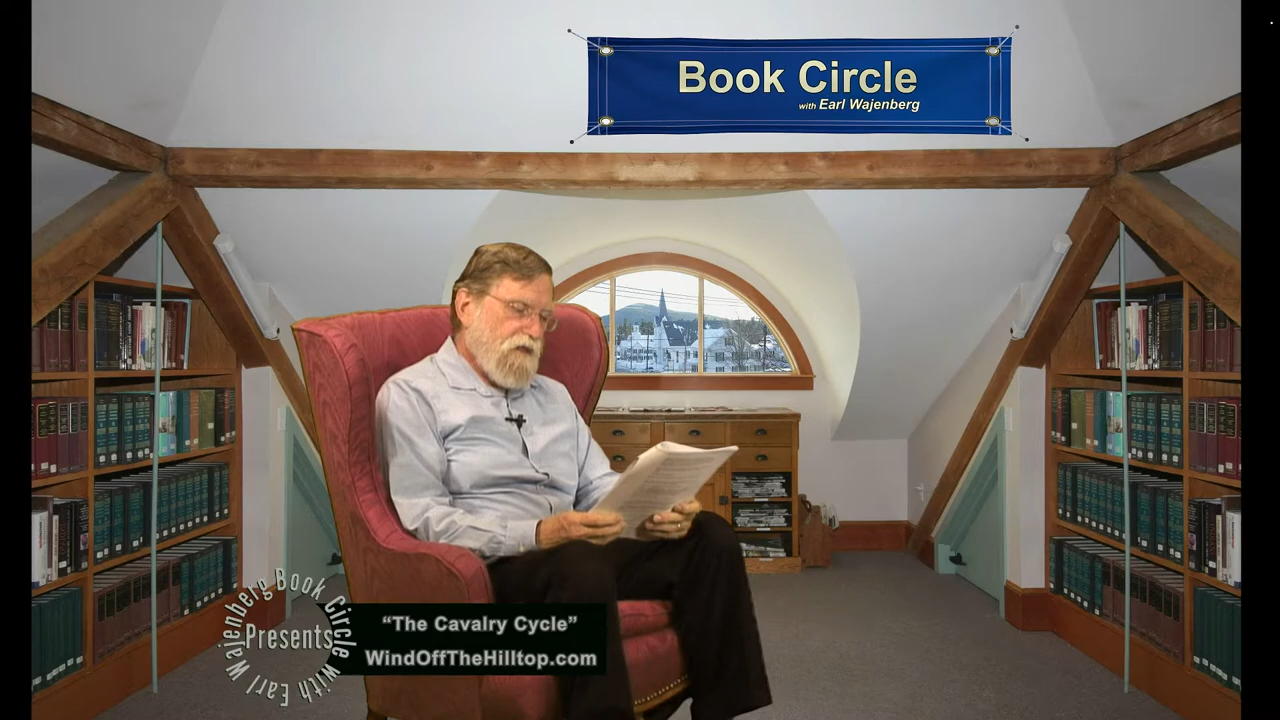 Book Circle
with Earl Wajenberg
Book Circle with Earl Wajenberg
Presents
“The Cavalry Cycle”
WindOffTheHilltop.com